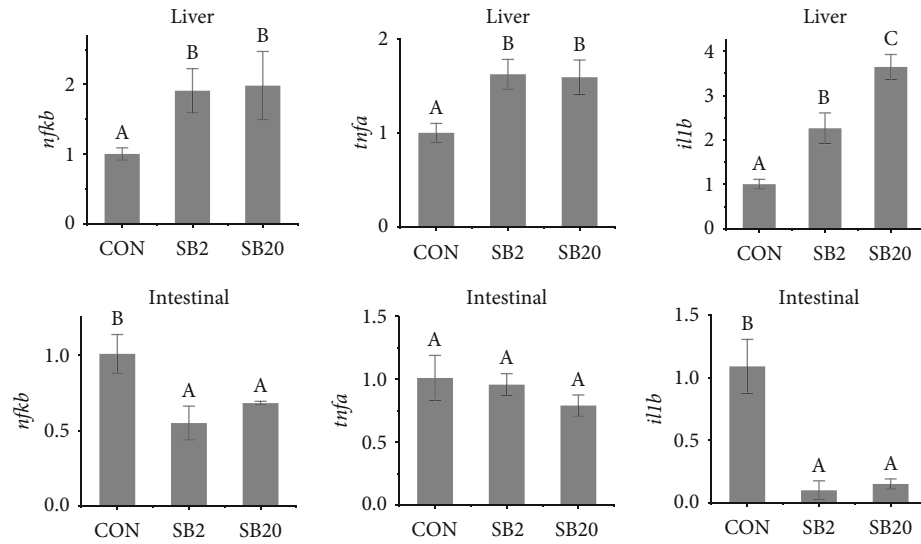 Liver
nfkb
2
1
0
A
B
B
CON SB2 SB20
Liver
tnfa
2
1
0
A
B
B
CON SB2 SB20
Liver
il1b
4
3
2
1
0
A
B
C
CON SB2 SB20
Intestinal
nfkb
1.0
0.5
0.0
B
A
A
CON SB2 SB20
Intestinal
tnfa
1.5
1.0
0.5
0.0
A
A
A
CON SB2 SB20
Intestinal
il1b
1.5
1.0
0.5
0.0
B
A
A
CON SB2 SB20